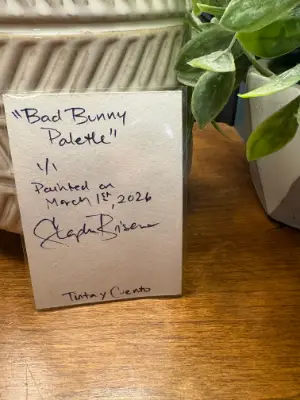 "Bad Bunny
Palette"
1/1
Painted on
March 1st, 2026
Tinta y Cuento